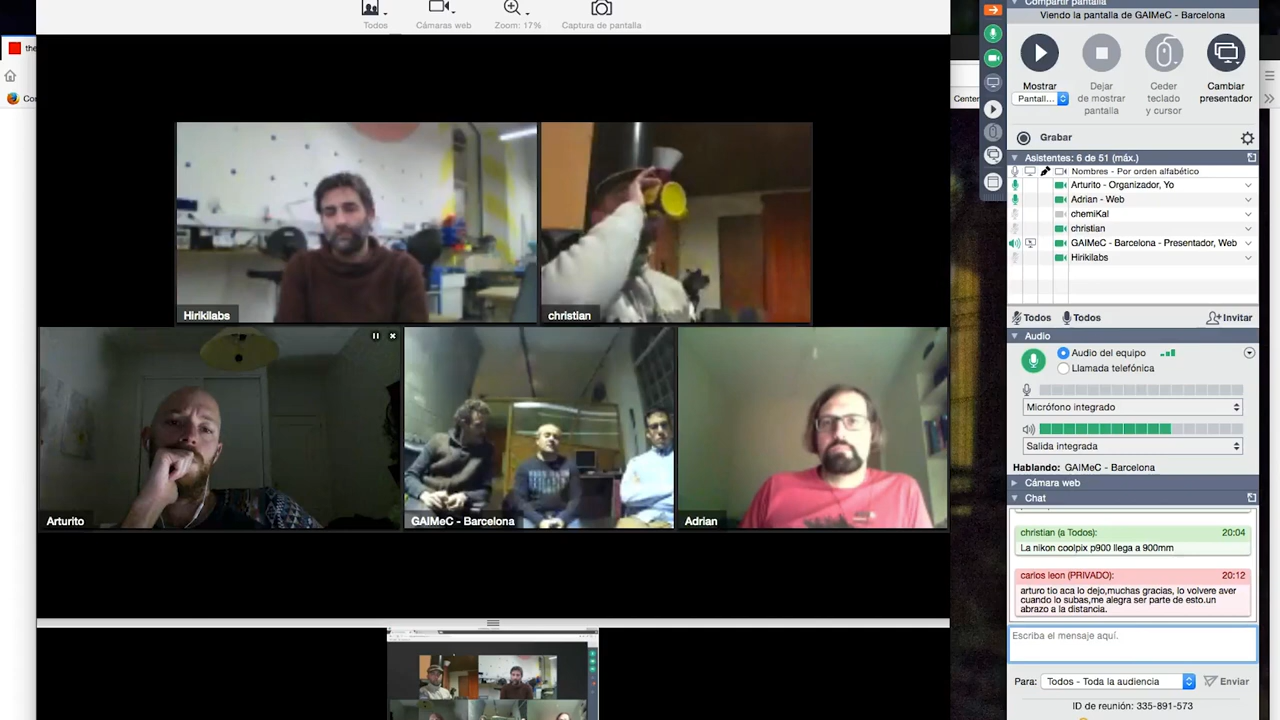 Todos
Cámaras web
Zoom: 17%
Captura de pantalla
the
Con
Center
Hirikilabs
christian
Arturito
GAIMeC - Barcelona
Adrian
Compartir pantalla
Viendo la pantalla de GAIMeC - Barcelona
Mostrar
Pantall...
Dejar
de mostrar
pantalla
Ceder
teclado
y cursor
Cambiar
presentador
Grabar
Asistentes: 6 de 51 (máx.)
Nombres - Por orden alfabético
Arturito - Organizador, Yo
Adrian - Web
chemiKal
christian
GAIMeC - Barcelona - Presentador, Web
Hirikilabs
Todos
Todos
Invitar
Audio
Audio del equipo
Llamada telefónica
Micrófono integrado
Salida integrada
Hablando: GAIMeC - Barcelona
Cámara web
Chat
christian (a Todos): 20:04
La nikon coolpix p900 llega a 900mm
carlos leon (PRIVADO): 20:12
arturo tio aca lo dejo,muchas gracias, lo volvere aver
cuando lo subas,me alegra ser parte de esto.un
abrazo a la distancia.
Escriba el mensaje aquí.
Para: Todos - Toda la audiencia
Enviar
ID de reunión: 335-891-573